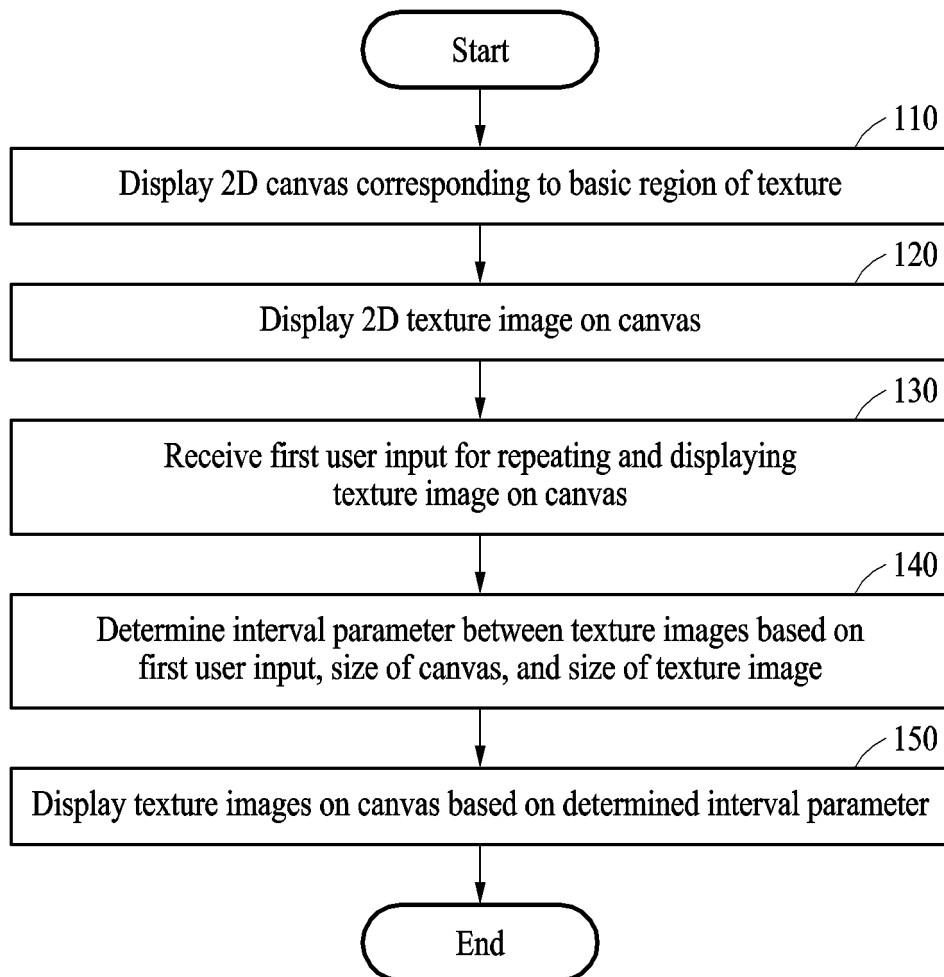 Start
110
Display 2D canvas corresponding to basic region of texture
120
Display 2D texture image on canvas
130
Receive first user input for repeating and displaying
texture image on canvas
140
Determine interval parameter between texture images based on
first user input, size of canvas, and size of texture image
150
Display texture images on canvas based on determined interval parameter
End